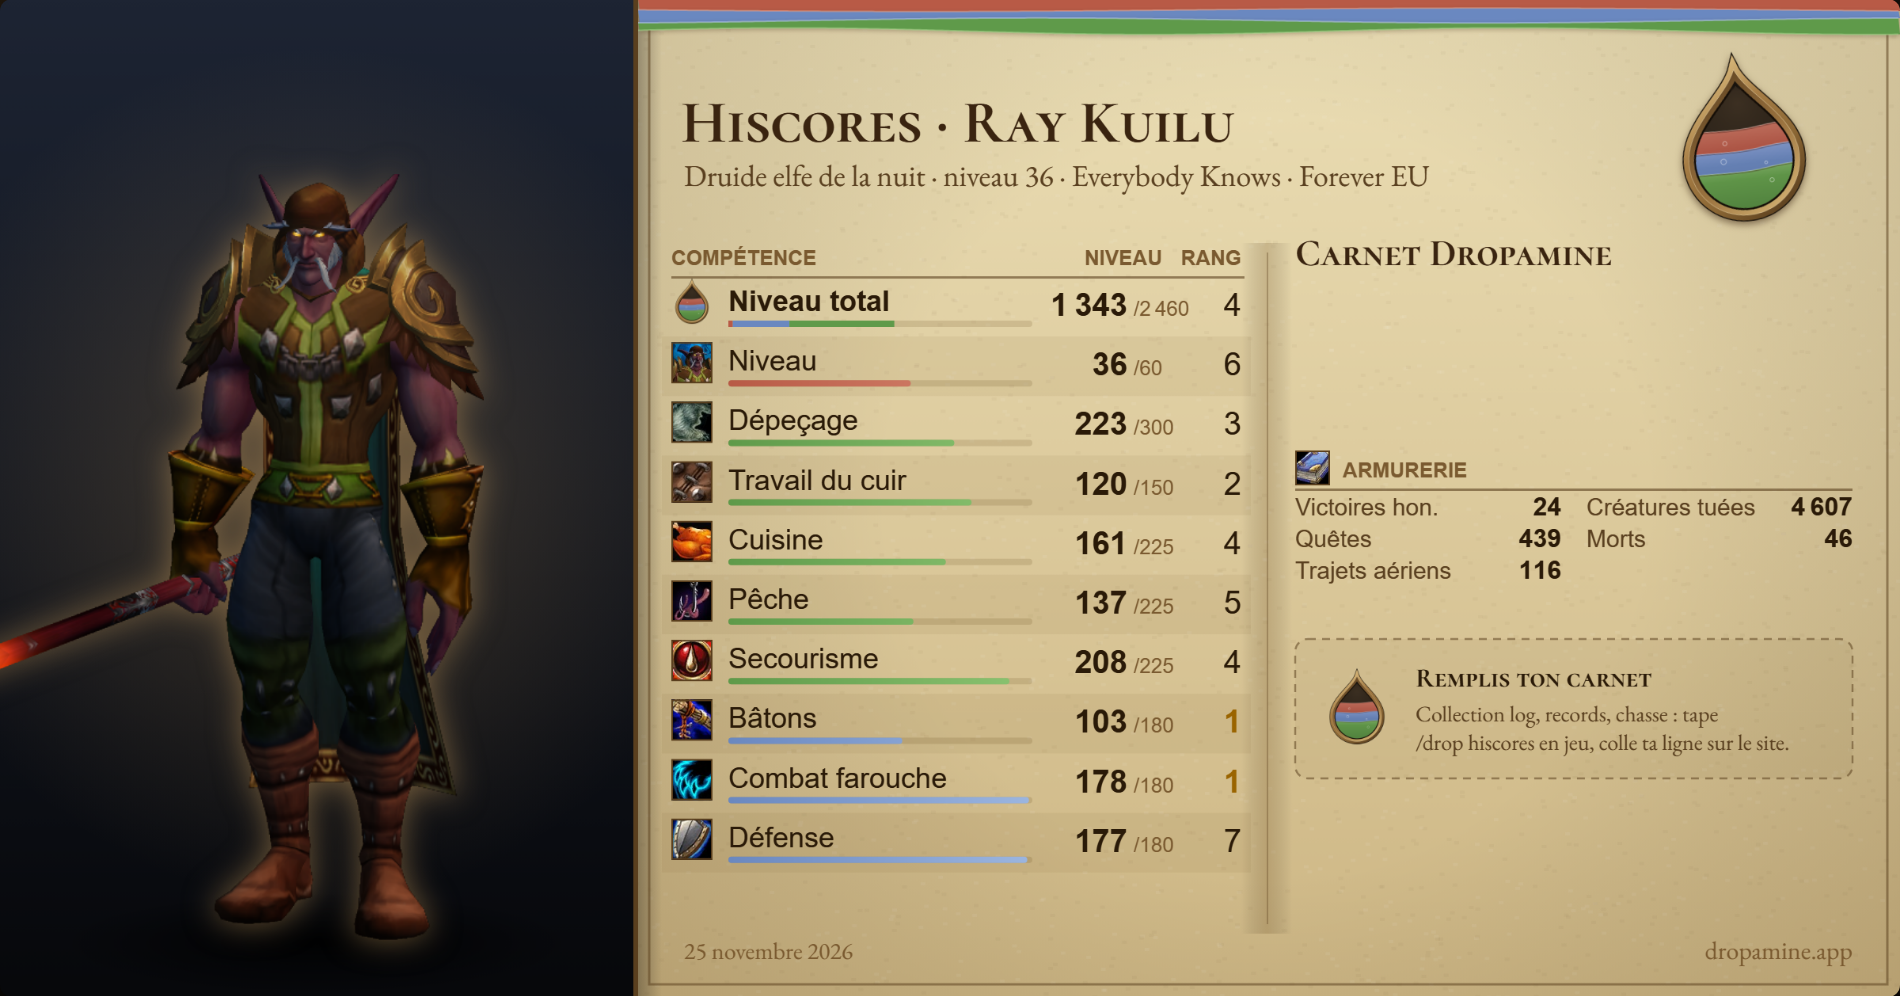 Hiscores · Ray Kuilu
Druide elfe de la nuit · niveau 36 · Everybody Knows · Forever EU
COMPÉTENCE NIVEAU RANG
Niveau total 1 343 /2 460 4
Niveau 36 /60 6
Dépeçage 223 /300 3
Travail du cuir 120 /150 2
Cuisine 161 /225 4
Pêche 137 /225 5
Secourisme 208 /225 4
Bâtons 103 /180 1
Combat farouche 178 /180 1
Défense 177 /180 7
Carnet Dropamine
ARMURERIE
Victoires hon. 24 Créatures tuées 4 607
Quêtes 439 Morts 46
Trajets aériens 116
Remplis ton carnet
Collection log, records, chasse : tape
/drop hiscores en jeu, colle ta ligne sur le site.
25 novembre 2026
dropamine.app